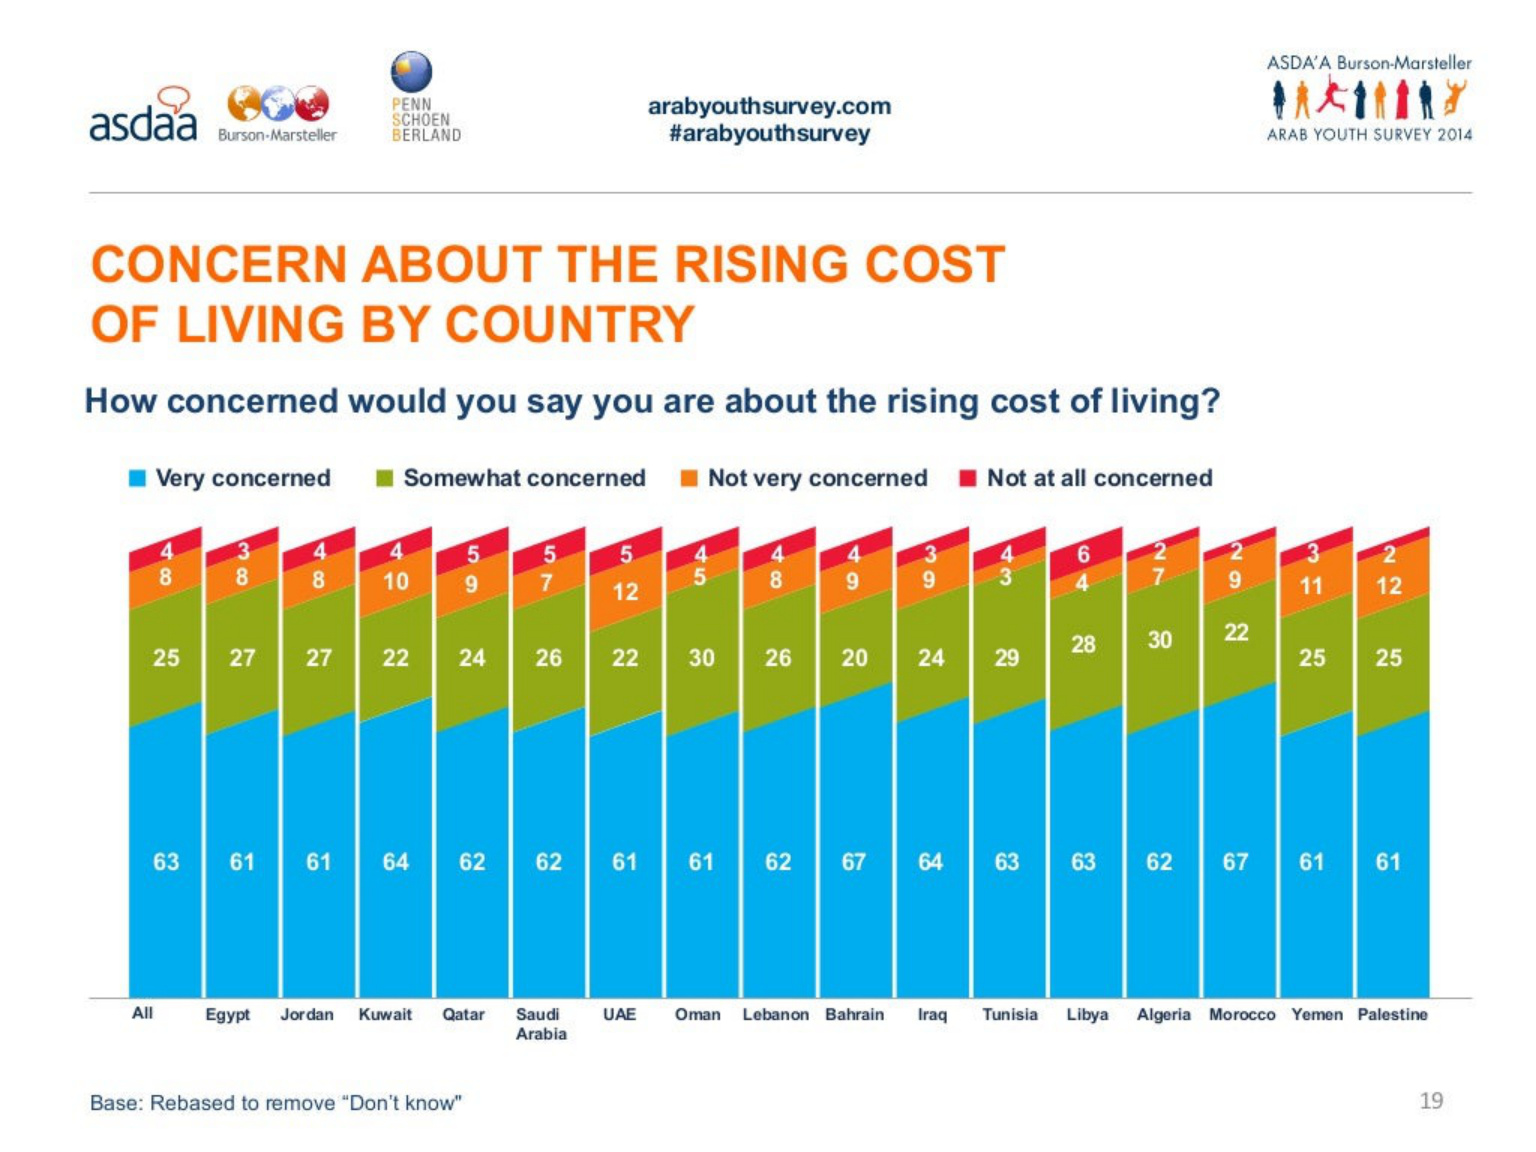 asdaa
Burson-Marsteller
PENN
SCHOEN
BERLAND
arabyouthsurvey.com
#arabyouthsurvey
ASDA'A Burson-Marsteller
ARAB YOUTH SURVEY 2014
CONCERN ABOUT THE RISING COST
OF LIVING BY COUNTRY
How concerned would you say you are about the rising cost of living?
Very concerned Somewhat concerned Not very concerned Not at all concerned
4 3 4 4 5 5 5 4 4 4 3 4 6 2 2 3 2
8 8 8 10 9 7 12 5 8 9 9 3 4 7 9 11 12
25 27 27 22 24 26 22 30 26 20 24 29 28 30 22 25 25
63 61 61 64 62 62 61 61 62 67 64 63 63 62 67 61 61
All Egypt Jordan Kuwait Qatar Saudi Arabia UAE Oman Lebanon Bahrain Iraq Tunisia Libya Algeria Morocco Yemen Palestine
Base: Rebased to remove “Don’t know"
19